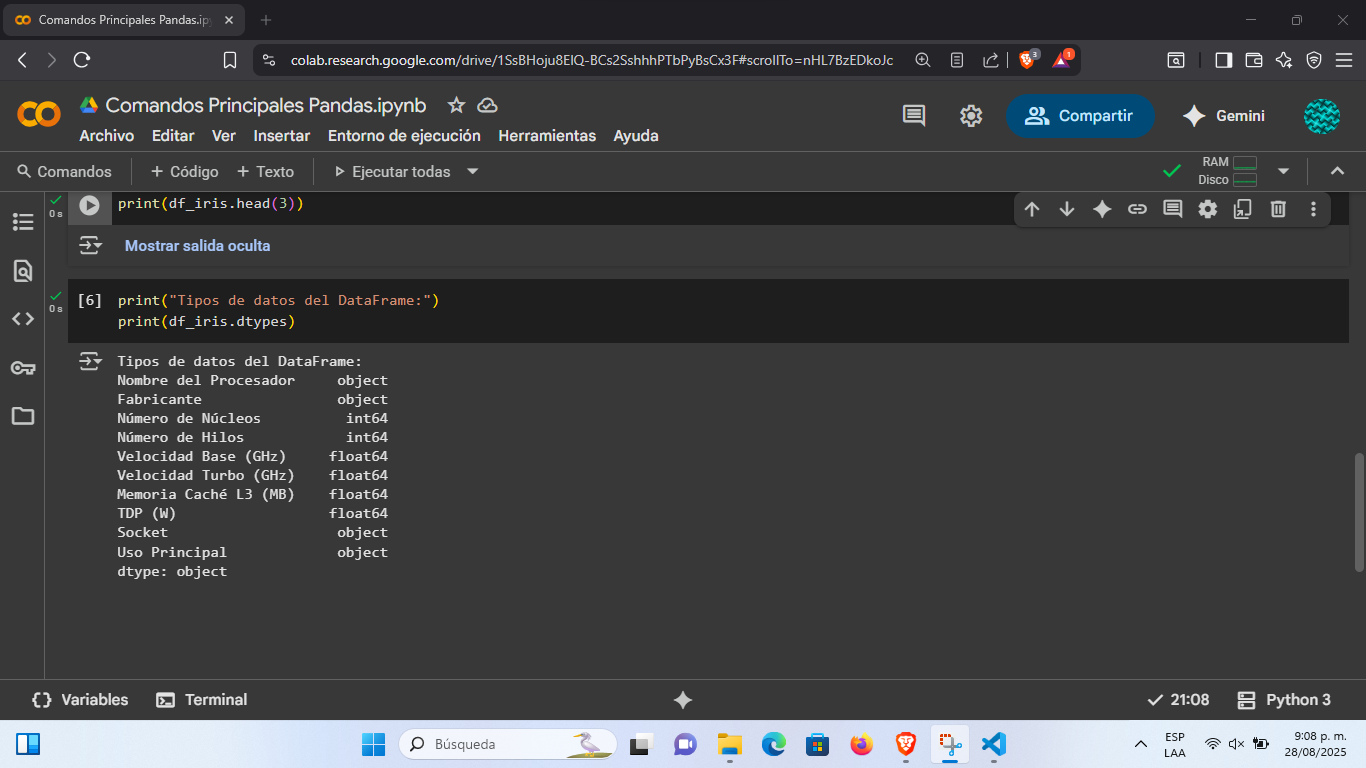 Comandos Principales Pandas.ip
colab.research.google.com/drive/1SsBHoju8ElQ-BCs2SshhhPTbPyBsCx3F#scrollTo=nHL7BzEDkoJc
3
1
Comandos Principales Pandas.ipynb
Archivo Editar Ver Insertar Entorno de ejecución Herramientas Ayuda
Compartir
Gemini
Comandos + Código + Texto Ejecutar todas
RAM
Disco
0 s
print(df_iris.head(3))
Mostrar salida oculta
0 s
[6] print("Tipos de datos del DataFrame:")
print(df_iris.dtypes)
Tipos de datos del DataFrame:
Nombre del Procesador object
Fabricante object
Número de Núcleos int64
Número de Hilos int64
Velocidad Base (GHz) float64
Velocidad Turbo (GHz) float64
Memoria Caché L3 (MB) float64
TDP (W) float64
Socket object
Uso Principal object
dtype: object
Variables Terminal 21:08 Python 3
Búsqueda
ESP
LAA
9:08 p. m.
28/08/2025